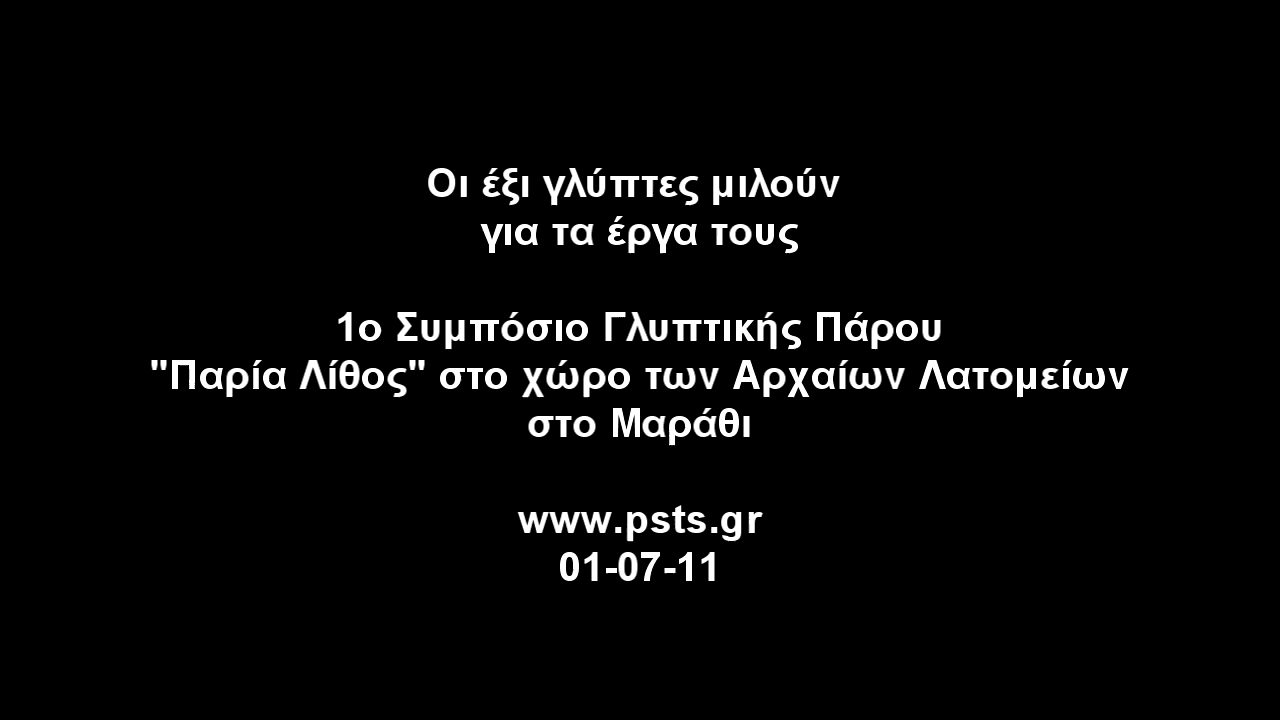 Οι έξι γλύπτες μιλούν
για τα έργα τους
1ο Συμπόσιο Γλυπτικής Πάρου
"Παρία Λίθος" στο χώρο των Αρχαίων Λατομείων
στο Μαράθι
www.psts.gr
01-07-11